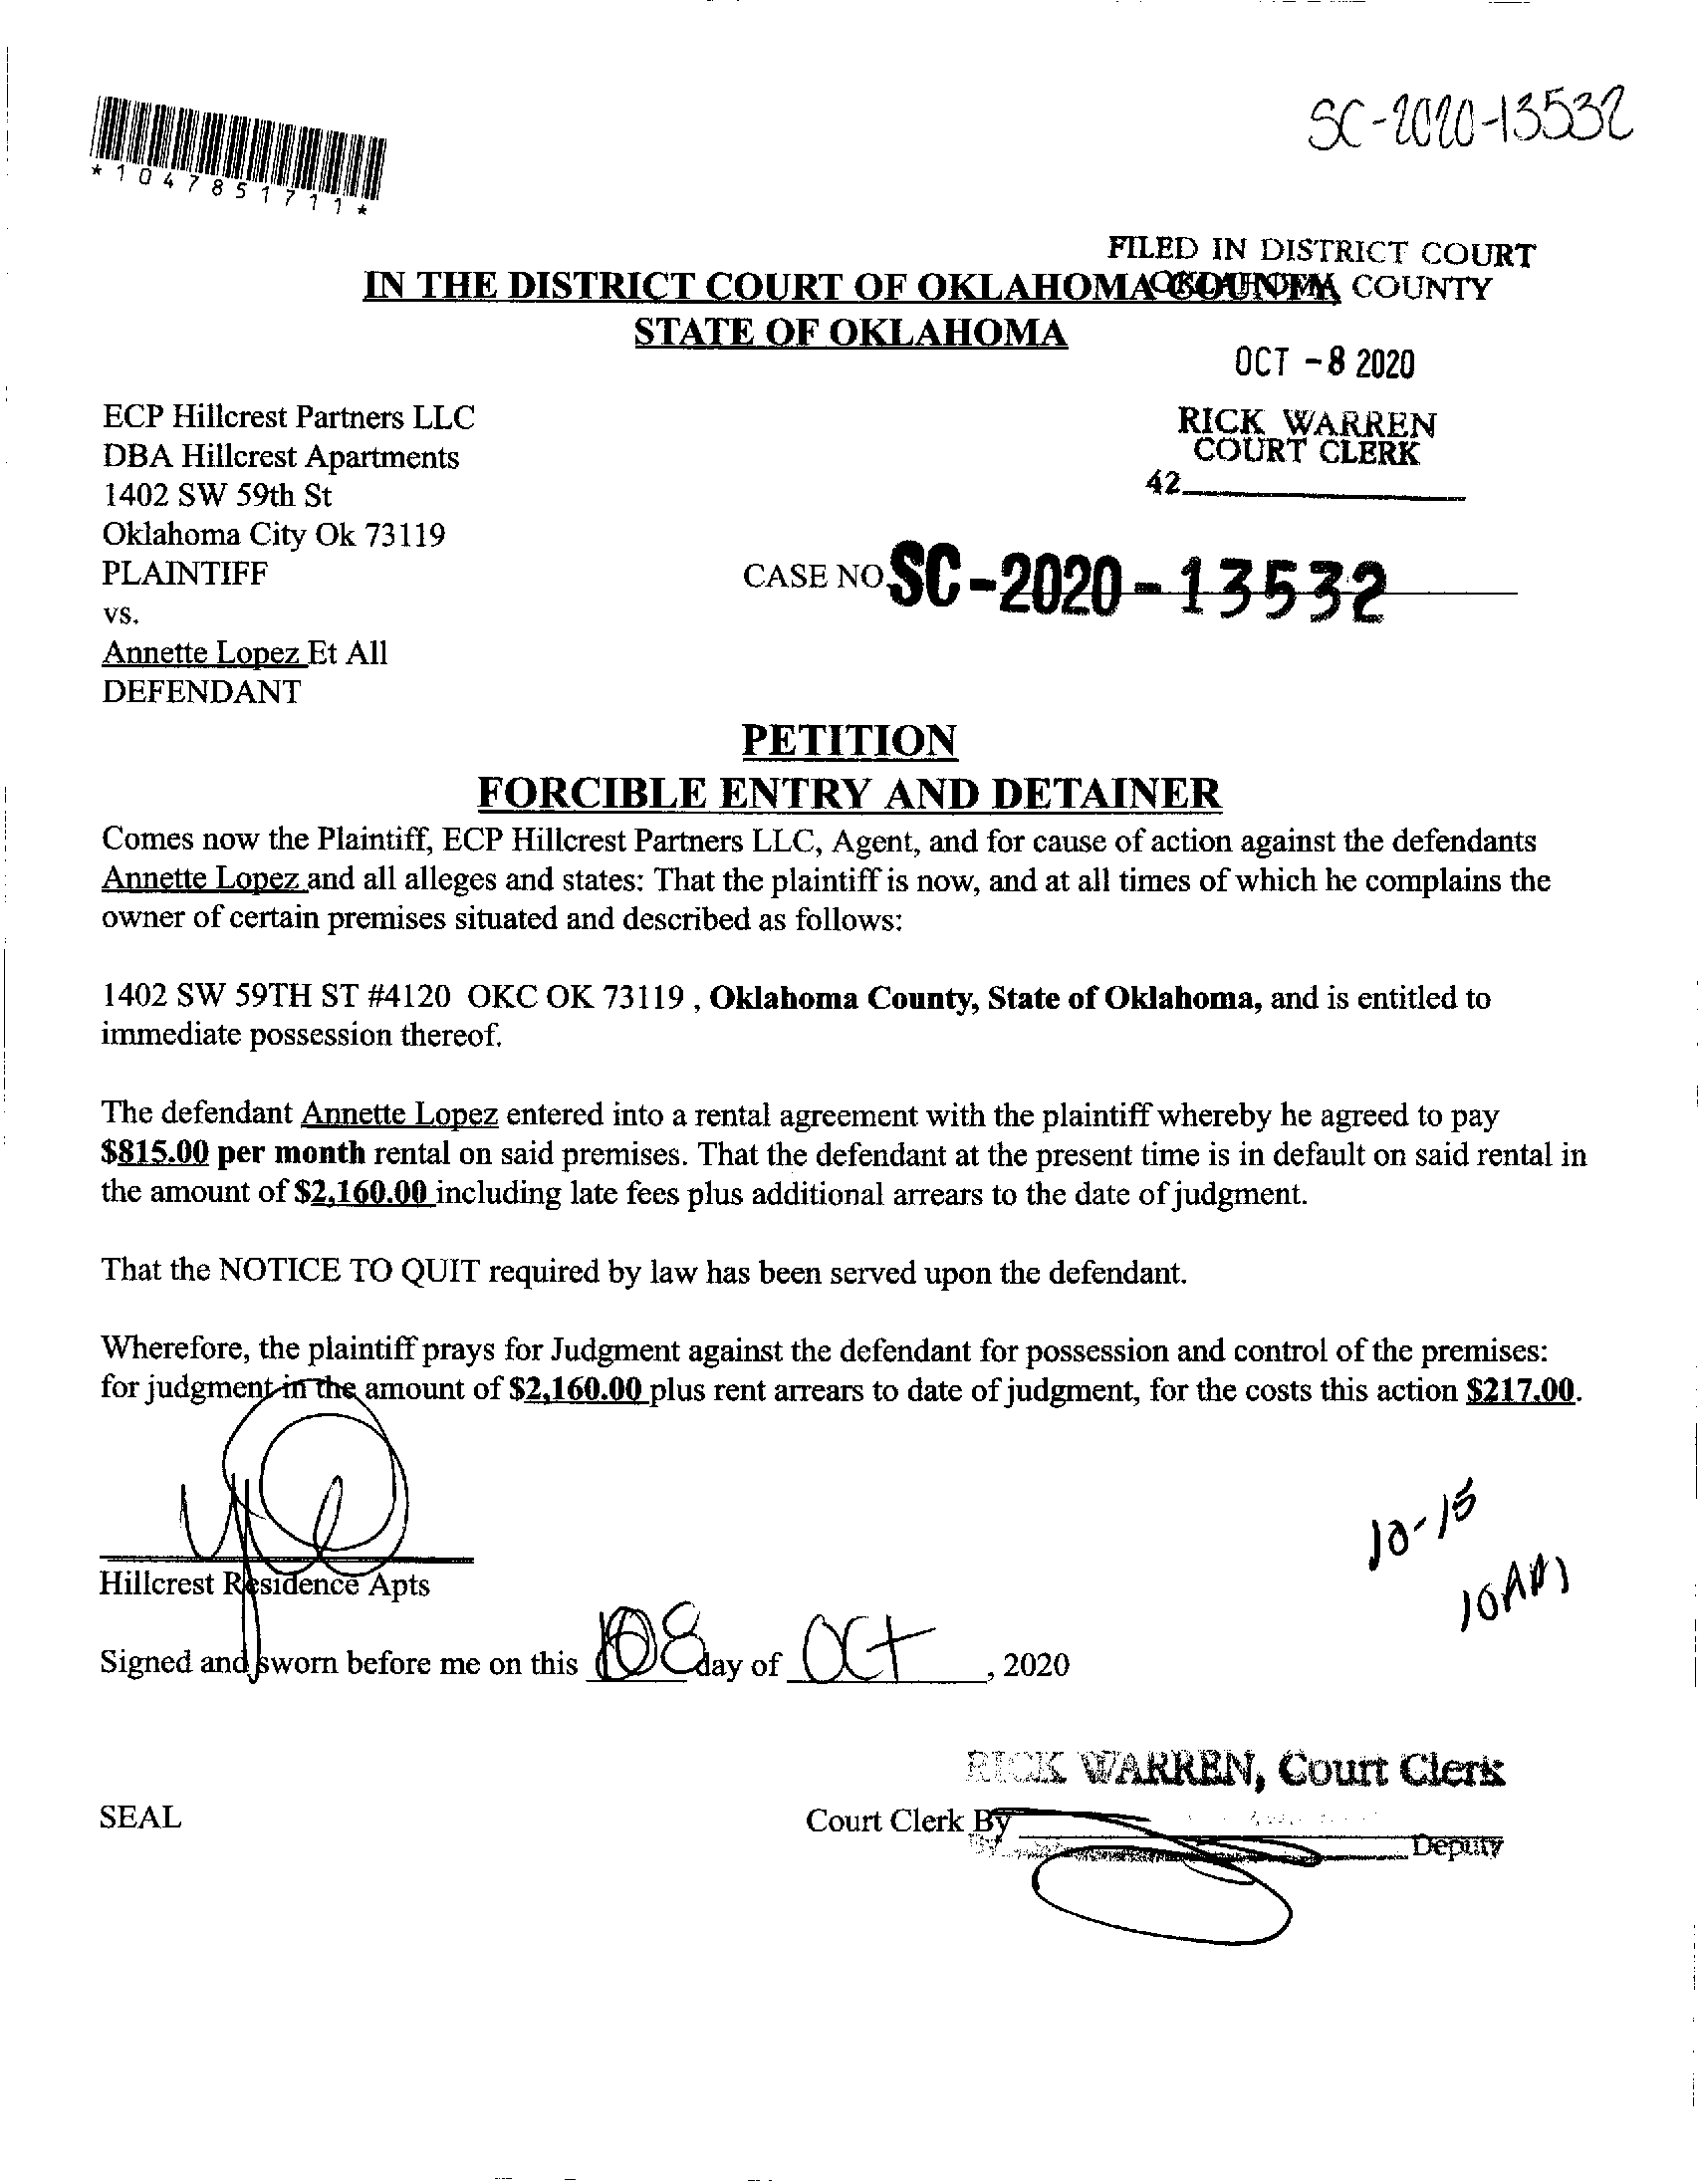 SC-2020-13532
*1047851711*
FILED IN DISTRICT COURT
IN THE DISTRICT COURT OF OKLAHOMA COUNTY
STATE OF OKLAHOMA
OCT -8 2020
ECP Hillcrest Partners LLC
RICK WARREN
COURT CLERK
DBA Hillcrest Apartments
42
1402 SW 59th St
Oklahoma City Ok 73119
PLAINTIFF
CASE NO. SC-2020-13532
vs.
Annette Lopez Et All
DEFENDANT
PETITION
FORCIBLE ENTRY AND DETAINER
Comes now the Plaintiff, ECP Hillcrest Partners LLC, Agent, and for cause of action against the defendants
Annette Lopez and all alleges and states: That the plaintiff is now, and at all times of which he complains the
owner of certain premises situated and described as follows:
1402 SW 59TH ST #4120 OKC OK 73119 , Oklahoma County, State of Oklahoma, and is entitled to
immediate possession thereof.
The defendant Annette Lopez entered into a rental agreement with the plaintiff whereby he agreed to pay
$815.00 per month rental on said premises. That the defendant at the present time is in default on said rental in
the amount of $2,160.00 including late fees plus additional arrears to the date of judgment.
That the NOTICE TO QUIT required by law has been served upon the defendant.
Wherefore, the plaintiff prays for Judgment against the defendant for possession and control of the premises:
for judgment in the amount of $2,160.00 plus rent arrears to date of judgment, for the costs this action $217.00.
10-15
10AM
Hillcrest Residence Apts
Signed and sworn before me on this 08 day of Oct, 2020
RICK WARREN, Court Clerk
SEAL
Court Clerk By
By Deputy